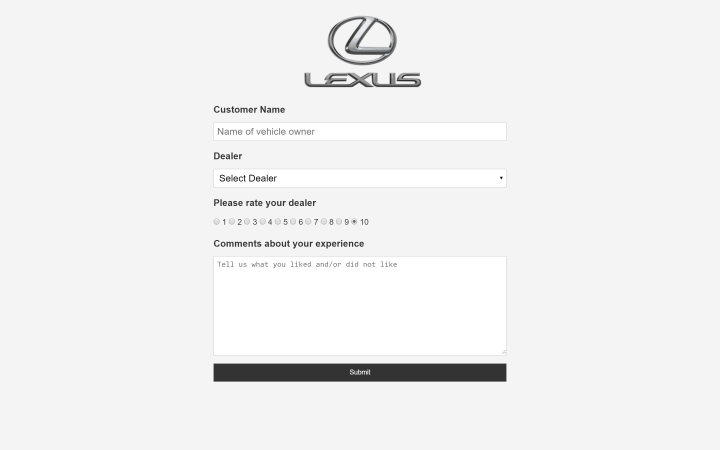 LEXUS
Customer Name
Name of vehicle owner
Dealer
Select Dealer
Please rate your dealer
1 2 3 4 5 6 7 8 9 10
Comments about your experience
Tell us what you liked and/or did not like
Submit